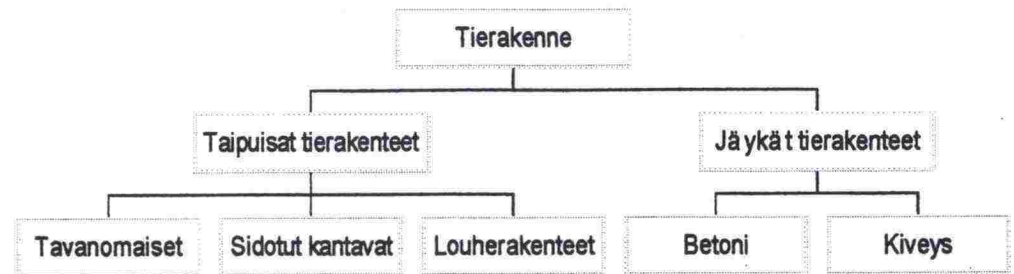 Tierakenne
Taipuisat tierakenteet
Jäykät tierakenteet
Tavanomaiset
Sidotut kantavat
Louherakenteet
Betoni
Kiveys